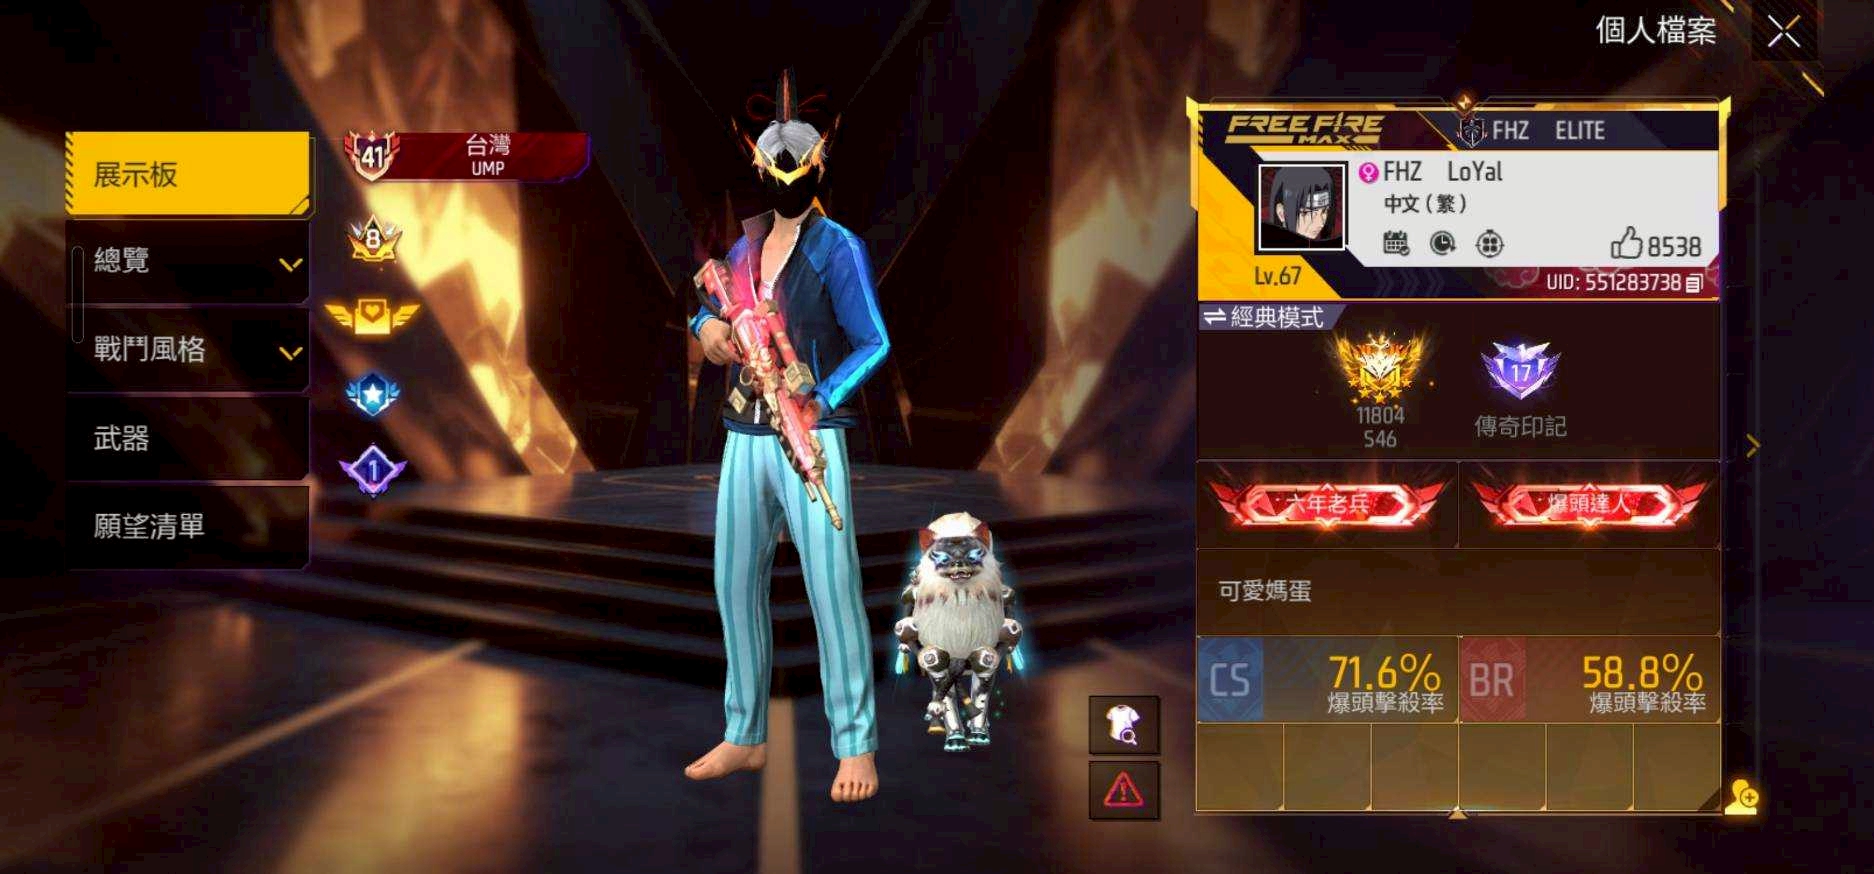 個人檔案
展示板
總覽
戰鬥風格
武器
願望清單
41
台灣
UMP
8
1
FREE FIRE
MAX
FHZ ELITE
FHZ LoYal
中文(繁)
8538
Lv.67
UID: 551283738
經典模式
11804
546
17
傳奇印記
六年老兵
爆頭達人
可愛媽蛋
CS
71.6%
爆頭擊殺率
BR
58.8%
爆頭擊殺率